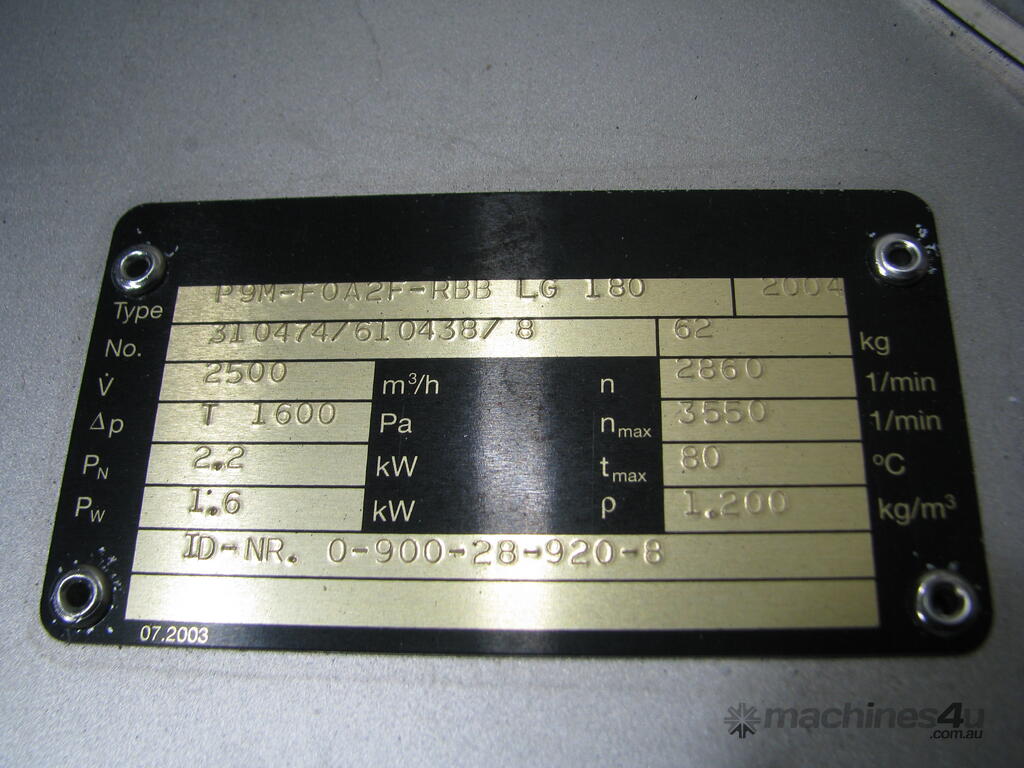 Type P9M-F0A2F-RBB LG 180 2004
No. 310474/610438/ 8 62 kg
V̇ 2500 m³/h n 2860 1/min
Δp T 1600 Pa nmax 3550 1/min
PN 2.2 kW tmax 80 °C
PW 1.6 kW ρ 1.200 kg/m³
ID-NR. 0-900-28-920-8
07.2003
machines4u
.com.au